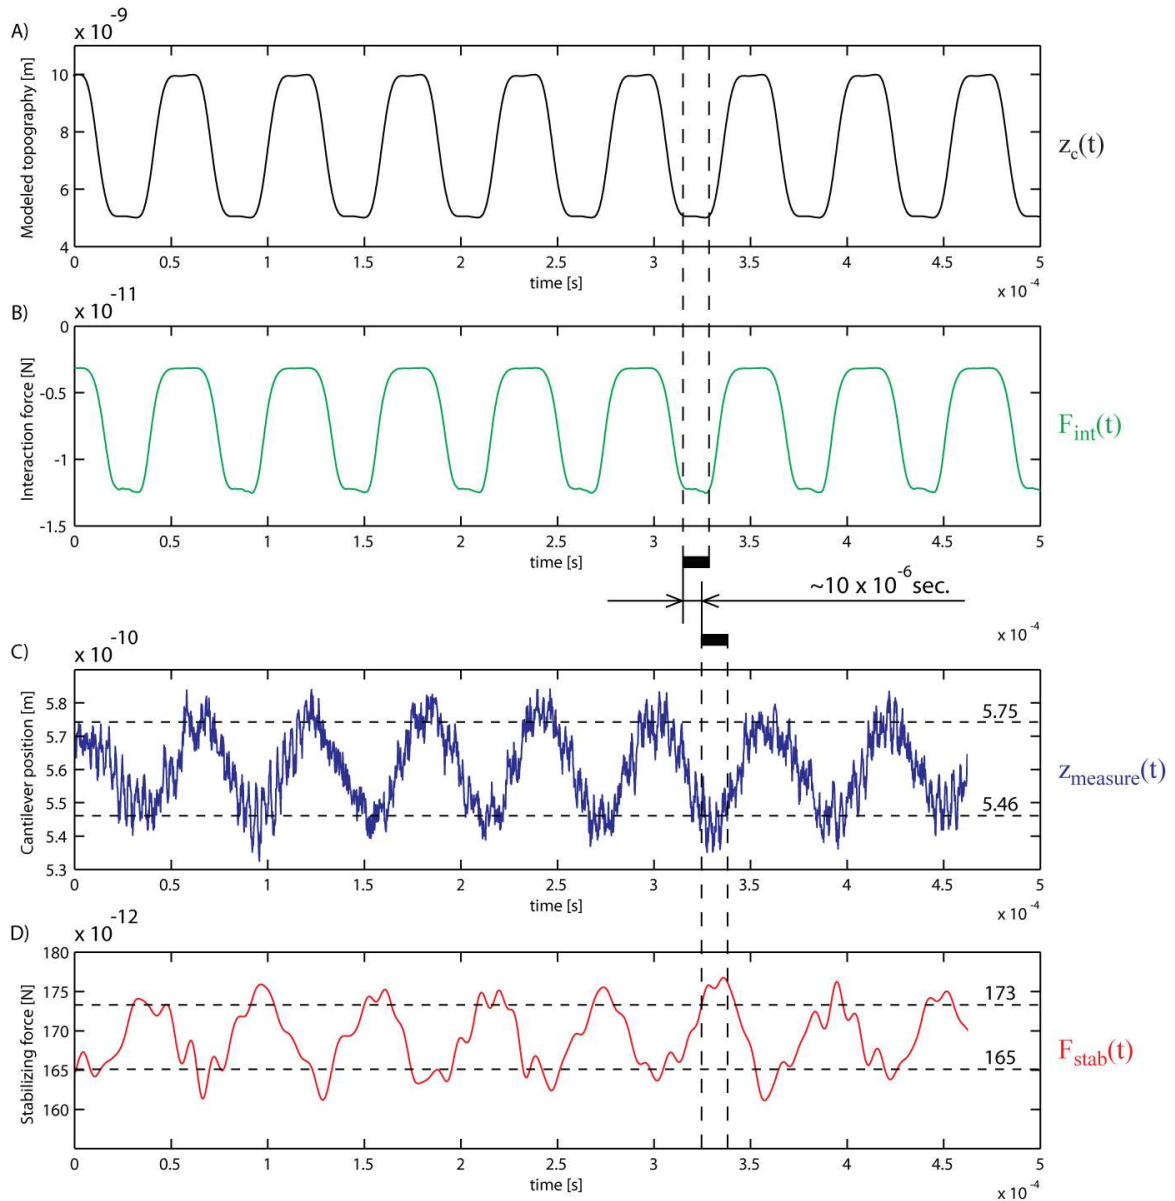 A)
x 10^-9
Modeled topography [m]
10
8
6
4
0 0.5 1 1.5 2 2.5 3 3.5 4 4.5 5
time [s]
x 10^-4
z_c(t)
B)
x 10^-11
Interaction force [N]
0
-0.5
-1
-1.5
0 0.5 1 1.5 2 2.5 3 3.5 4 4.5 5
time [s]
F_int(t)
~10 x 10^-6 sec.
x 10^-4
C)
x 10^-10
Cantilever position [m]
5.8
5.7
5.6
5.5
5.4
5.3
5.75
5.46
0 0.5 1 1.5 2 2.5 3 3.5 4 4.5 5
time [s]
x 10^-4
z_measure(t)
D)
x 10^-12
Stabilizing force [N]
180
175
170
165
160
173
165
0 0.5 1 1.5 2 2.5 3 3.5 4 4.5 5
time [s]
x 10^-4
F_stab(t)